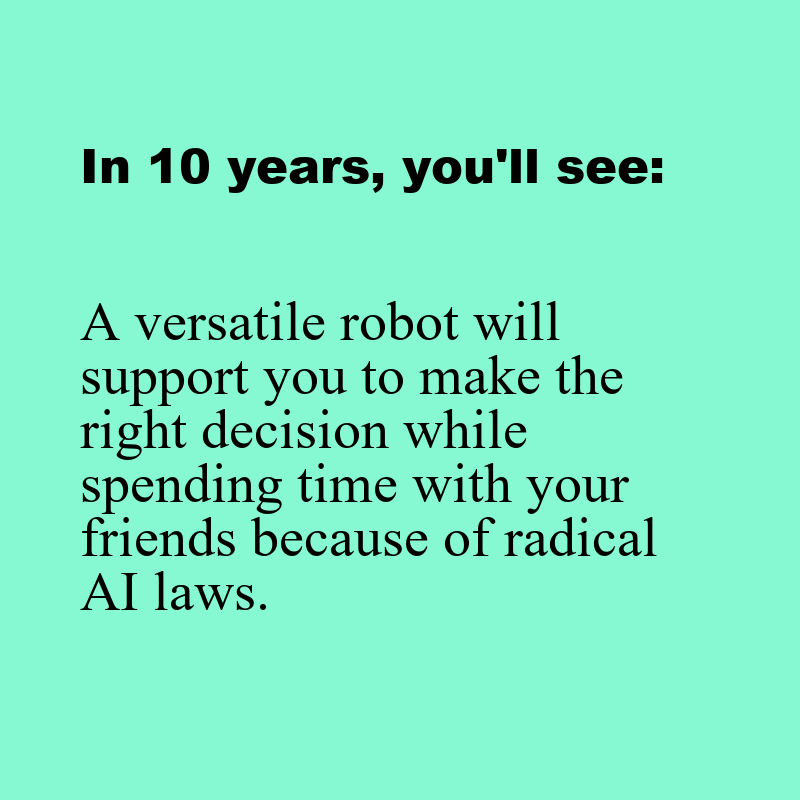 In 10 years, you'll see:
A versatile robot will
support you to make the
right decision while
spending time with your
friends because of radical
AI laws.